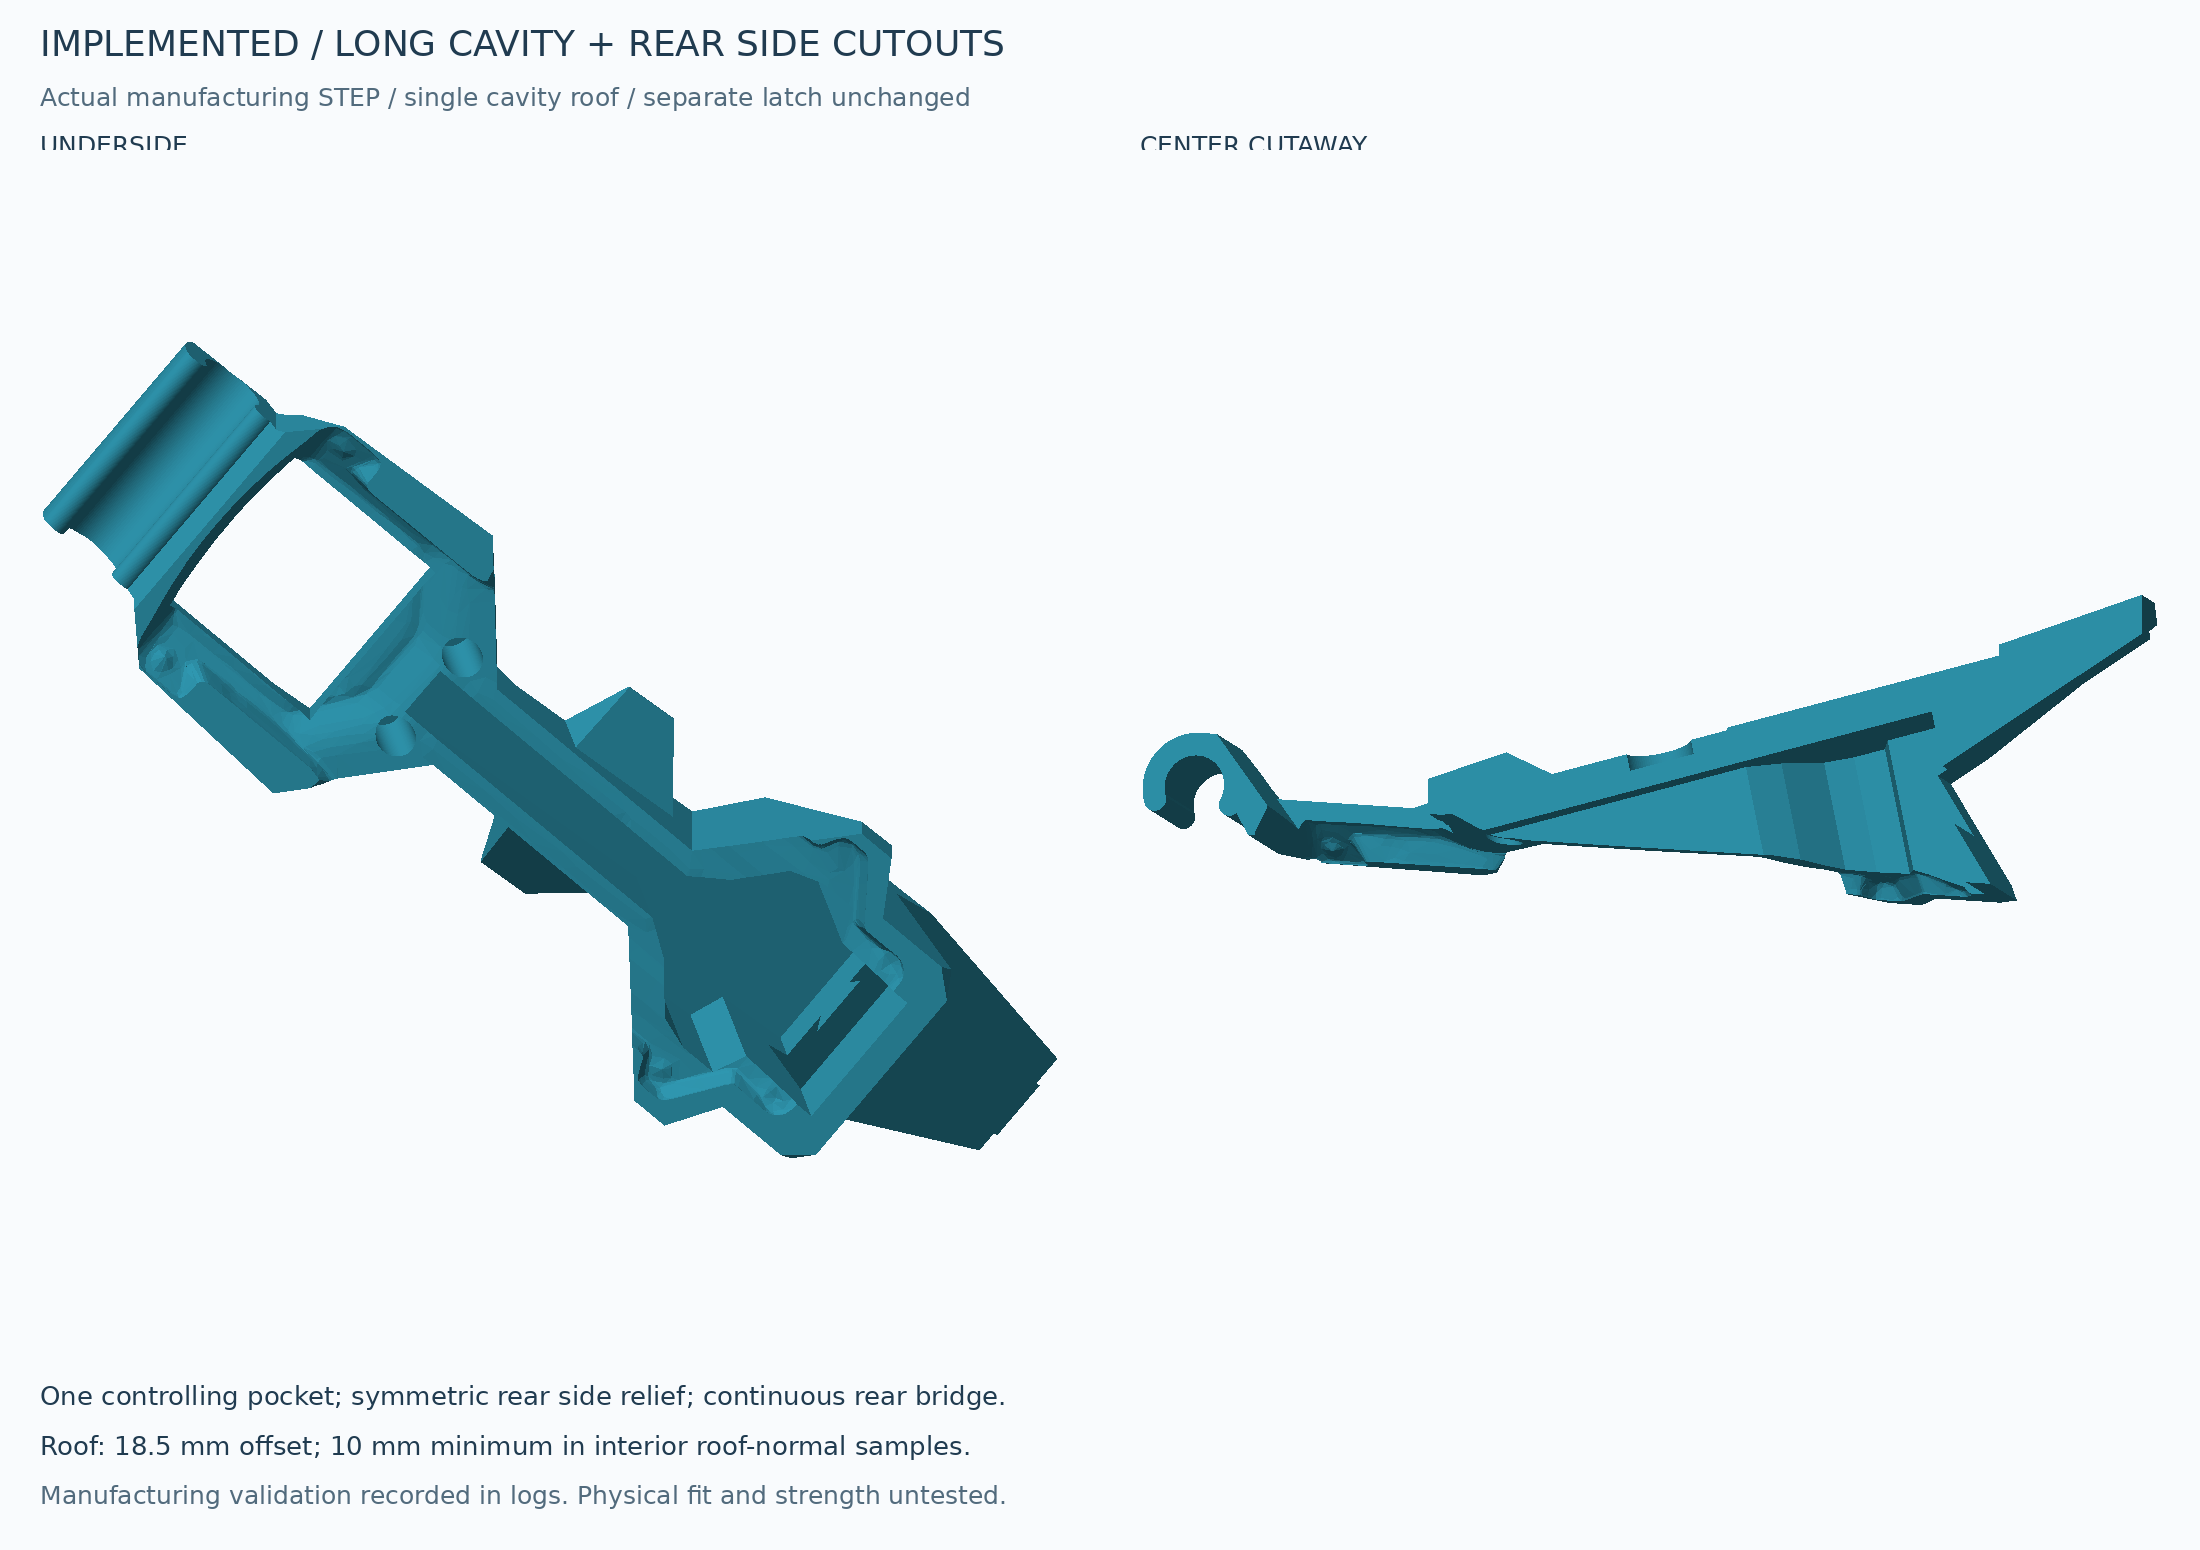 IMPLEMENTED / LONG CAVITY + REAR SIDE CUTOUTS
Actual manufacturing STEP / single cavity roof / separate latch unchanged
UNDERSIDE
CENTER CUTAWAY
One controlling pocket; symmetric rear side relief; continuous rear bridge.
Roof: 18.5 mm offset; 10 mm minimum in interior roof-normal samples.
Manufacturing validation recorded in logs. Physical fit and strength untested.